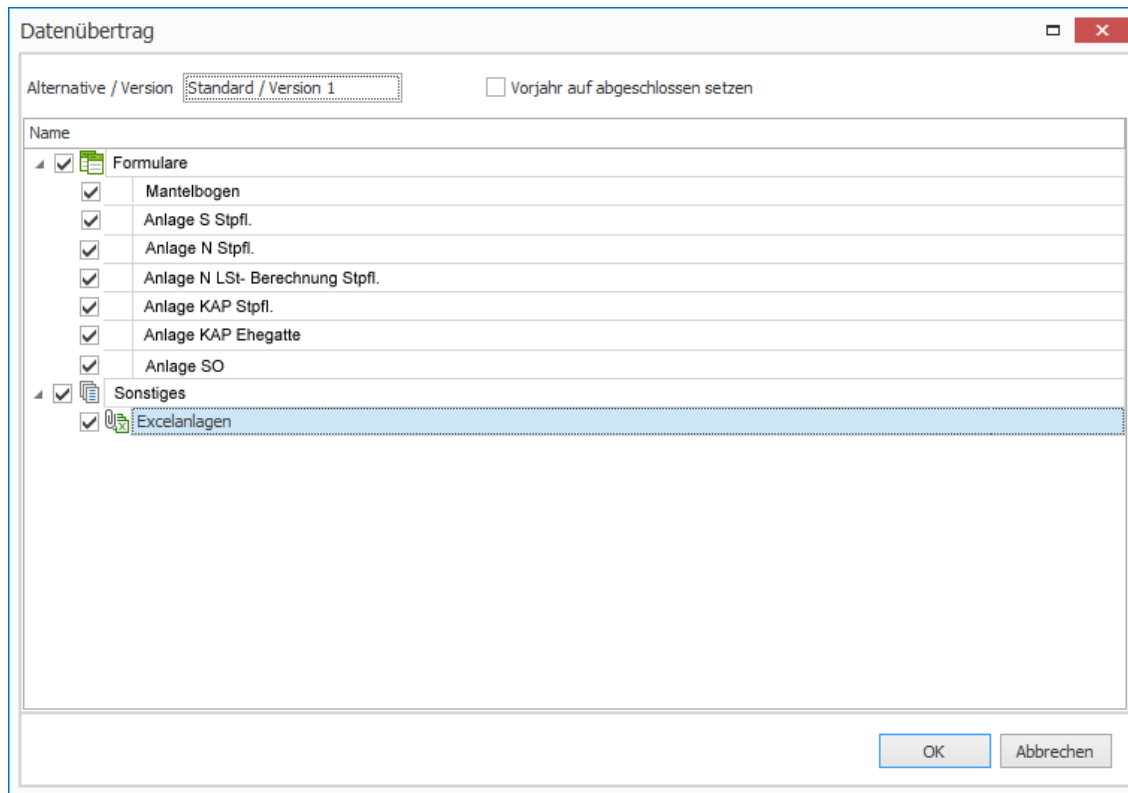 Datenübertrag
Alternative / Version Standard / Version 1 Vorjahr auf abgeschlossen setzen
Name
Formulare
Mantelbogen
Anlage S Stpfl.
Anlage N Stpfl.
Anlage N LSt- Berechnung Stpfl.
Anlage KAP Stpfl.
Anlage KAP Ehegatte
Anlage SO
Sonstiges
Excelanlagen
OK Abbrechen